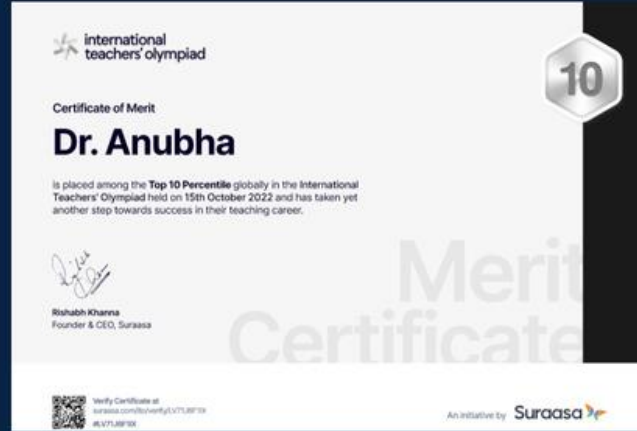 international
teachers' olympiad
10
Certificate of Merit
Dr. Anubha
is placed among the Top 10 Percentile globally in the International
Teachers' Olympiad held on 15th October 2022 and has taken yet
another step towards success in their teaching career.
Rishabh Khanna
Founder & CEO, Suraasa
Merit
Certificate
Verify Certificate at
An initiative by Suraasa